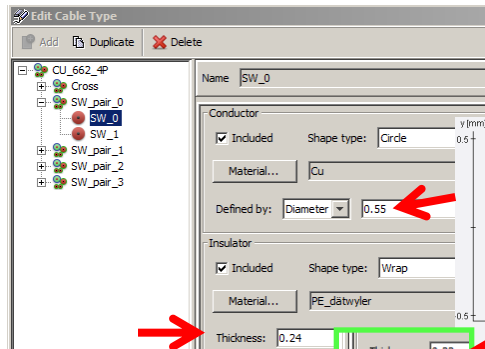 Edit Cable Type
Add Duplicate Delete
CU_662_4P
Cross
SW_pair_0
SW_0
SW_1
SW_pair_1
SW_pair_2
SW_pair_3
Name SW_0
Conductor
Included Shape type: Circle
Material... Cu
Defined by: Diameter 0.55
Insulator
Included Shape type: Wrap
Material... PE_dätwyler
Thickness: 0.24
y [mm]
0.5
-0.5